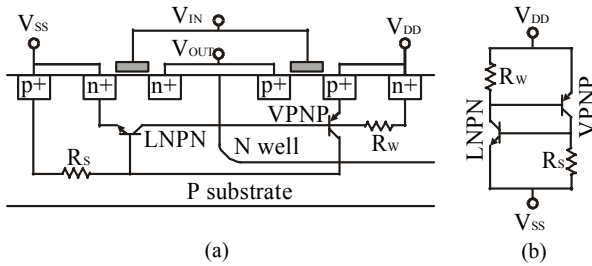 VIN
VSS
VOUT
VDD
p+ n+ n+ p+ p+ n+
VPNP
LNPN
RW
N well
RS
P substrate
(a)
VDD
RW
LNPN
VPNP
RS
VSS
(b)